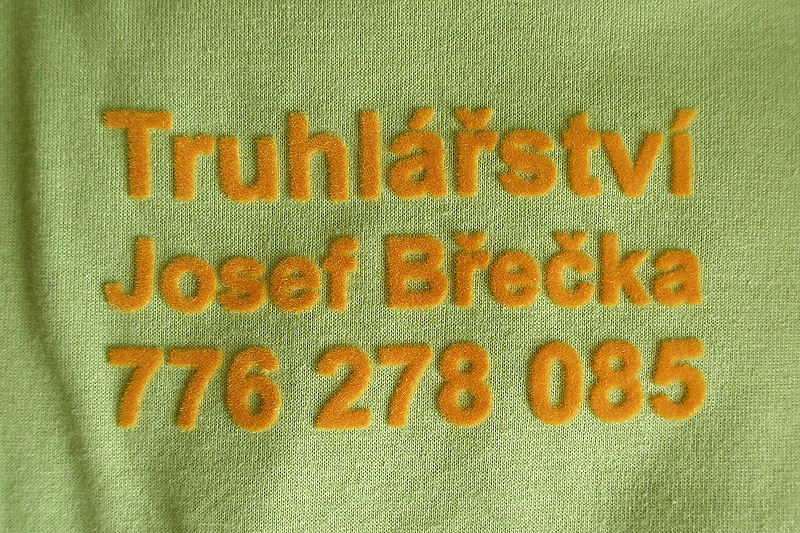 Truhlářství
Josef Břečka
776 278 085